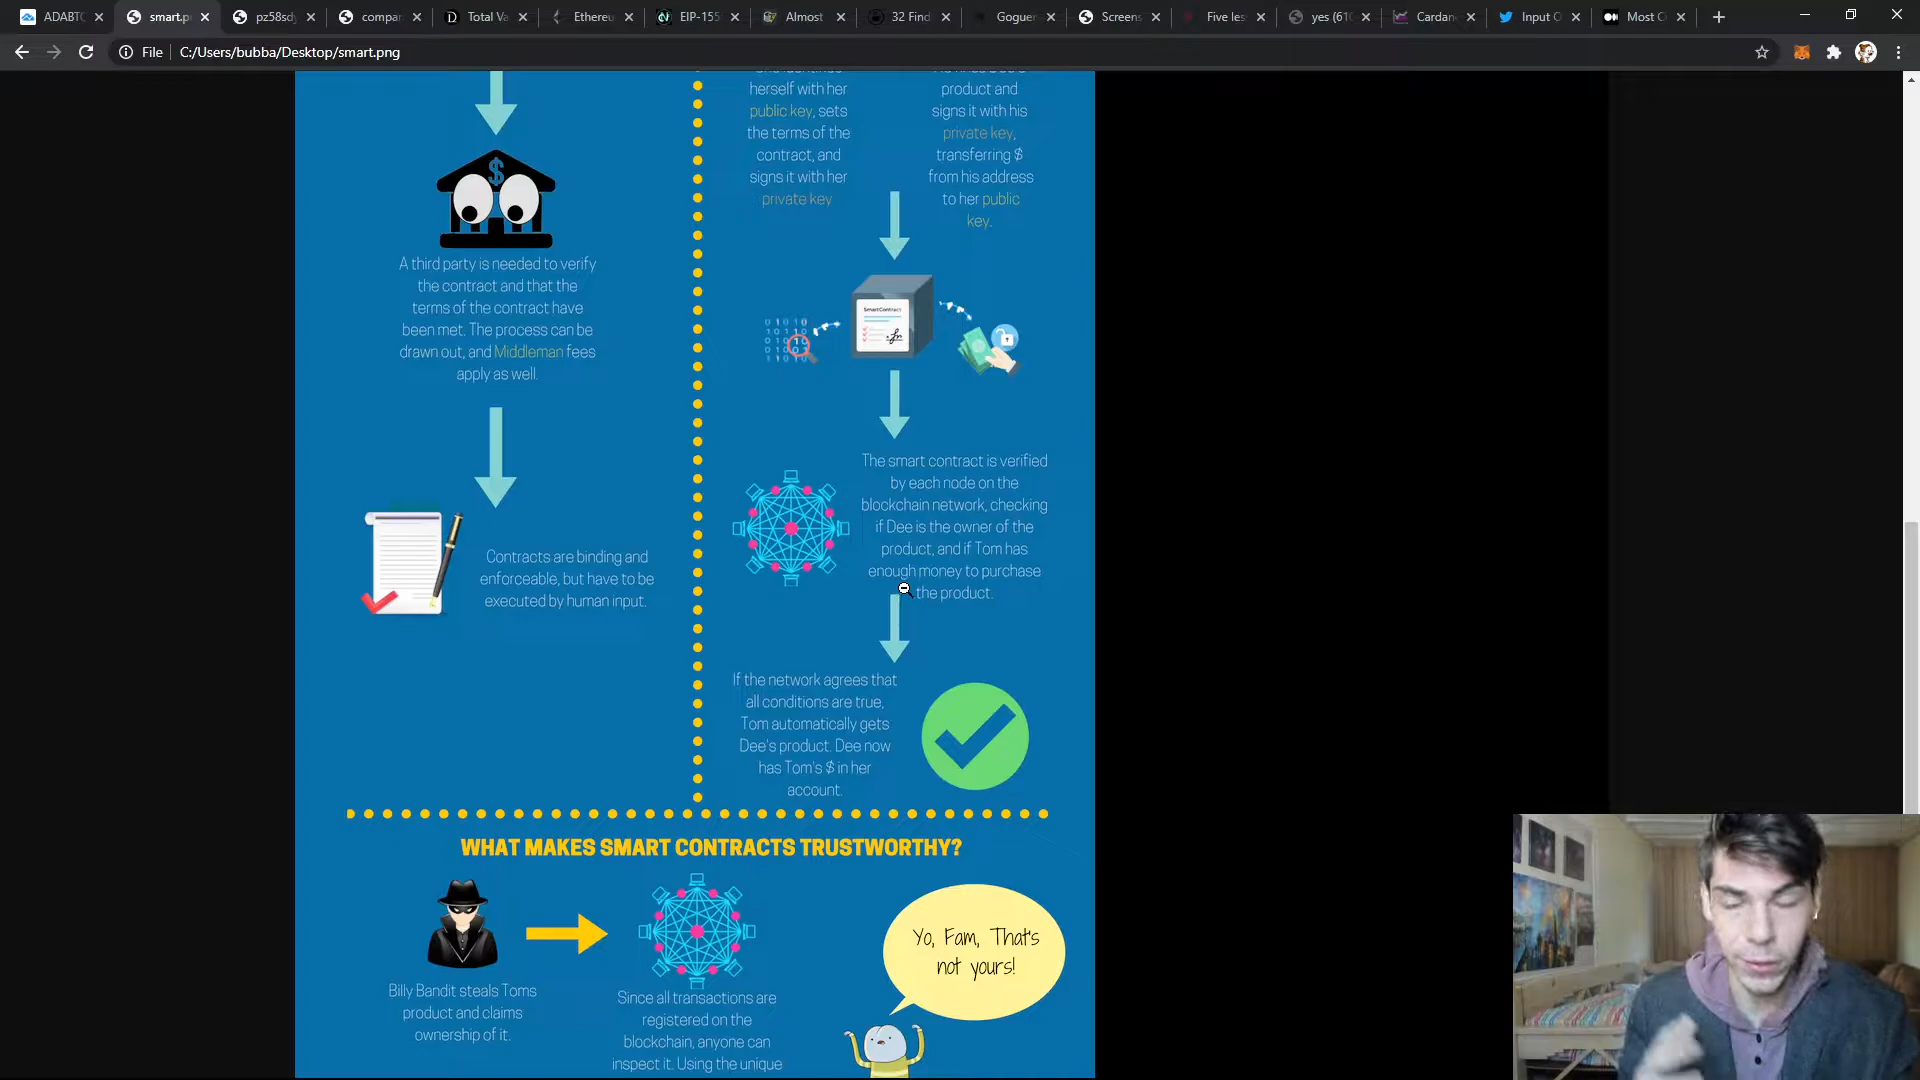 ADABTC
smart.p
pz58sdy
compar
Total Va
Ethereu
EIP-155
Almost
32 Find
Goguen
Screens
Five les
yes (610
Cardan
Input O
Most C
File
C:/Users/bubba/Desktop/smart.png
herself with her
public key, sets
the terms of the
contract, and
signs it with her
private key
product and
signs it with his
private key,
transferring $
from his address
to her public
key.
$
A third party is needed to verify
the contract and that the
terms of the contract have
been met. The process can be
drawn out, and Middleman fees
apply as well.
SmartContract
Contracts are binding and
enforceable, but have to be
executed by human input.
The smart contract is verified
by each node on the
blockchain network, checking
if Dee is the owner of the
product, and if Tom has
enough money to purchase
the product.
If the network agrees that
all conditions are true,
Tom automatically gets
Dee's product. Dee now
has Tom's $ in her
account.
WHAT MAKES SMART CONTRACTS TRUSTWORTHY?
Billy Bandit steals Toms
product and claims
ownership of it.
Since all transactions are
registered on the
blockchain, anyone can
inspect it. Using the unique
Yo, Fam, That's
not yours!